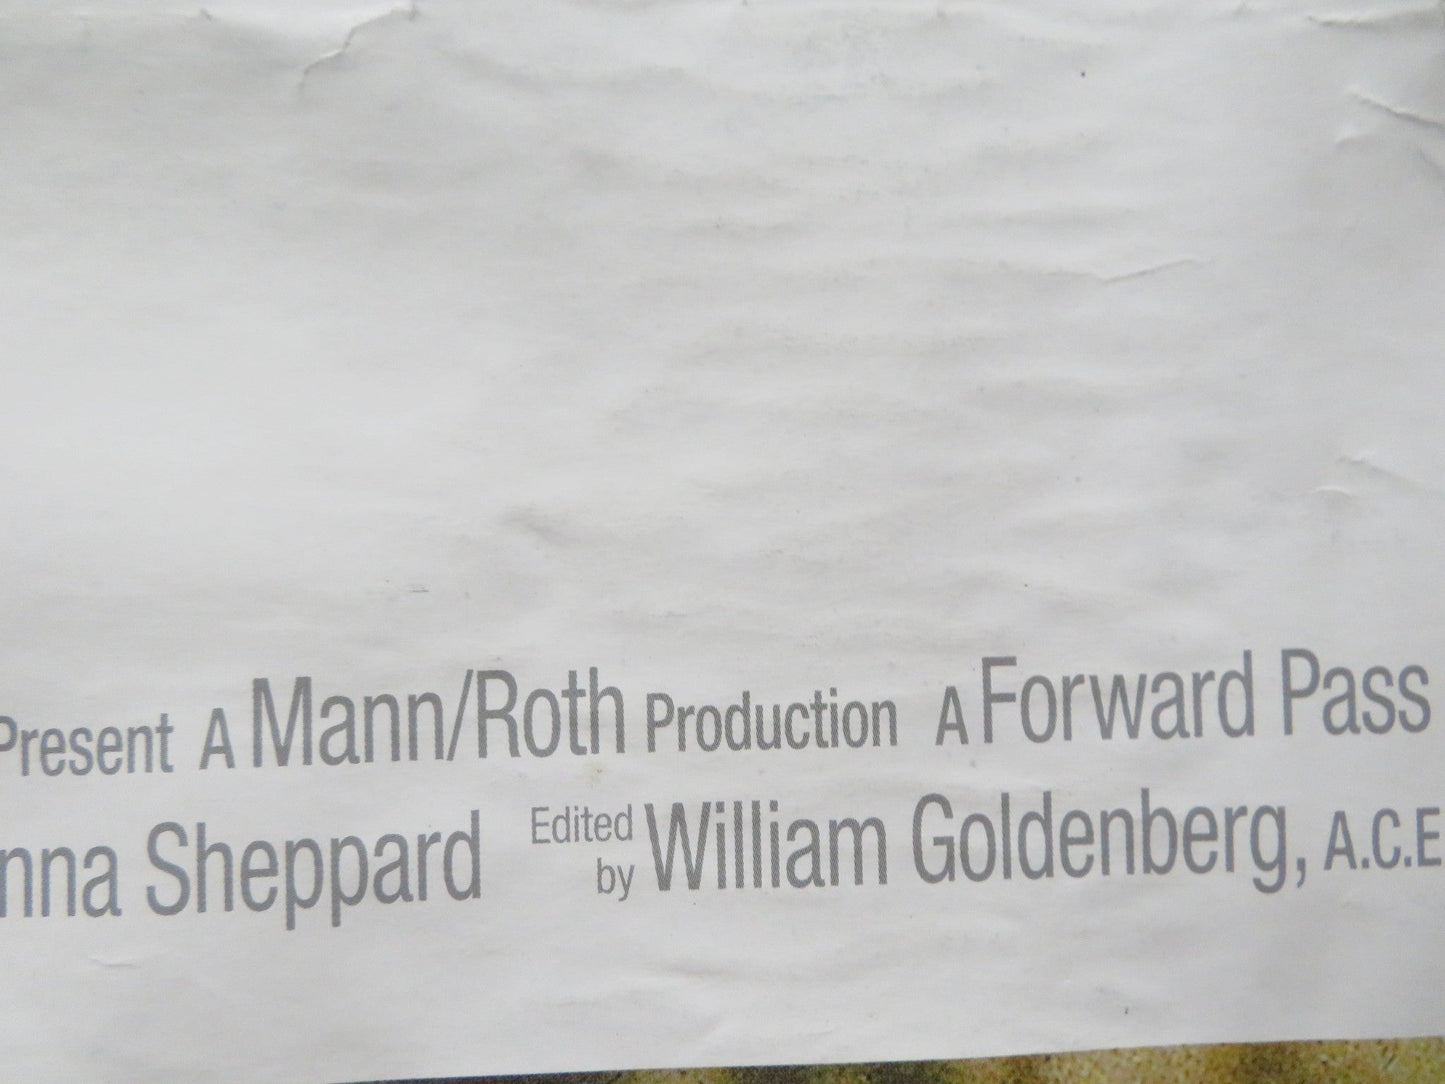 Present A Mann/Roth Production A Forward Pass
nna Sheppard Edited by William Goldenberg, A.C.E